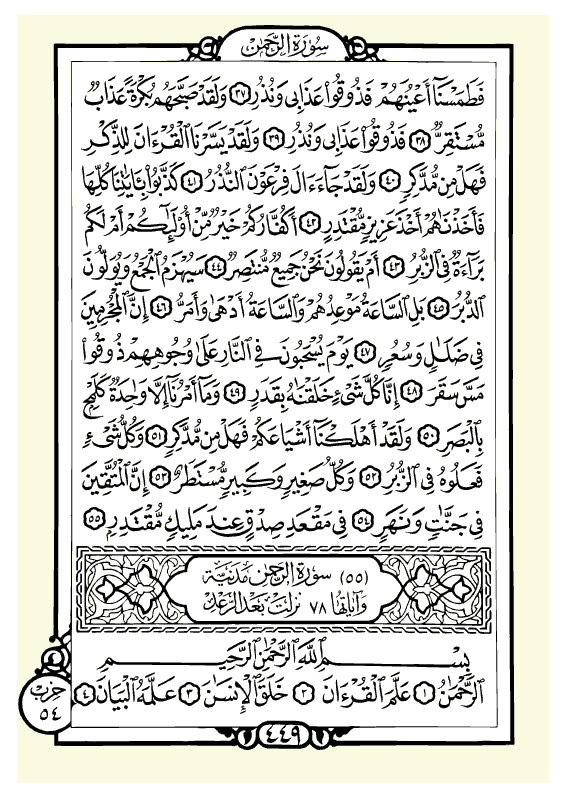 سُورَةُ الرَّحْمَٰن
فَطَمَسْنَآ أَعْيُنَهُمْ فَذُوقُوا۟ عَذَابِى وَنُذُرِ ﴿٣٧﴾ وَلَقَدْ صَبَّحَهُم بُكْرَةً عَذَابٌ
مُّسْتَقِرٌّ ﴿٣٨﴾ فَذُوقُوا۟ عَذَابِى وَنُذُرِ ﴿٣٩﴾ وَلَقَدْ يَسَّرْنَا ٱلْقُرْءَانَ لِلذِّكْرِ
فَهَلْ مِن مُّدَّكِرٍ ﴿٤٠﴾ وَلَقَدْ جَآءَ ءَالَ فِرْعَوْنَ ٱلنُّذُرُ ﴿٤١﴾ كَذَّبُوا۟ بِـَٔايَٰتِنَا كُلِّهَا
فَأَخَذْنَٰهُمْ أَخْذَ عَزِيزٍ مُّقْتَدِرٍ ﴿٤٢﴾ أَكُفَّارُكُمْ خَيْرٌ مِّنْ أُو۟لَٰٓئِكُمْ أَمْ لَكُم
بَرَآءَةٌ فِى ٱلزُّبُرِ ﴿٤٣﴾ أَمْ يَقُولُونَ نَحْنُ جَمِيعٌ مُّنتَصِرٌ ﴿٤٤﴾ سَيُهْزَمُ ٱلْجَمْعُ وَيُوَلُّونَ
ٱلدُّبُرَ ﴿٤٥﴾ بَلِ ٱلسَّاعَةُ مَوْعِدُهُمْ وَٱلسَّاعَةُ أَدْهَىٰ وَأَمَرُّ ﴿٤٦﴾ إِنَّ ٱلْمُجْرِمِينَ
فِى ضَلَٰلٍ وَسُعُرٍ ﴿٤٧﴾ يَوْمَ يُسْحَبُونَ فِى ٱلنَّارِ عَلَىٰ وُجُوهِهِمْ ذُوقُوا۟
مَسَّ سَقَرَ ﴿٤٨﴾ إِنَّا كُلَّ شَىْءٍ خَلَقْنَٰهُ بِقَدَرٍ ﴿٤٩﴾ وَمَآ أَمْرُنَآ إِلَّا وَٰحِدَةٌ كَلَمْحٍۭ
بِٱلْبَصَرِ ﴿٥٠﴾ وَلَقَدْ أَهْلَكْنَآ أَشْيَاعَكُمْ فَهَلْ مِن مُّدَّكِرٍ ﴿٥١﴾ وَكُلُّ شَىْءٍ
فَعَلُوهُ فِى ٱلزُّبُرِ ﴿٥٢﴾ وَكُلُّ صَغِيرٍ وَكَبِيرٍ مُّسْتَطَرٌ ﴿٥٣﴾ إِنَّ ٱلْمُتَّقِينَ
فِى جَنَّٰتٍ وَنَهَرٍ ﴿٥٤﴾ فِى مَقْعَدِ صِدْقٍ عِندَ مَلِيكٍ مُّقْتَدِرٍۭ ﴿٥٥﴾
(٥٥) سُورَةُ الرَّحْمَٰن مَدَنِيَّة
وَآيَاتُهَا ٧٨ نَزَلَتْ بَعْدَ الرَّعْدِ
بِسْمِ ٱللَّهِ ٱلرَّحْمَٰنِ ٱلرَّحِيمِ
ٱلرَّحْمَٰنُ ﴿١﴾ عَلَّمَ ٱلْقُرْءَانَ ﴿٢﴾ خَلَقَ ٱلْإِنسَٰنَ ﴿٣﴾ عَلَّمَهُ ٱلْبَيَانَ ﴿٤﴾
حزب
٥٤
٤٤٩